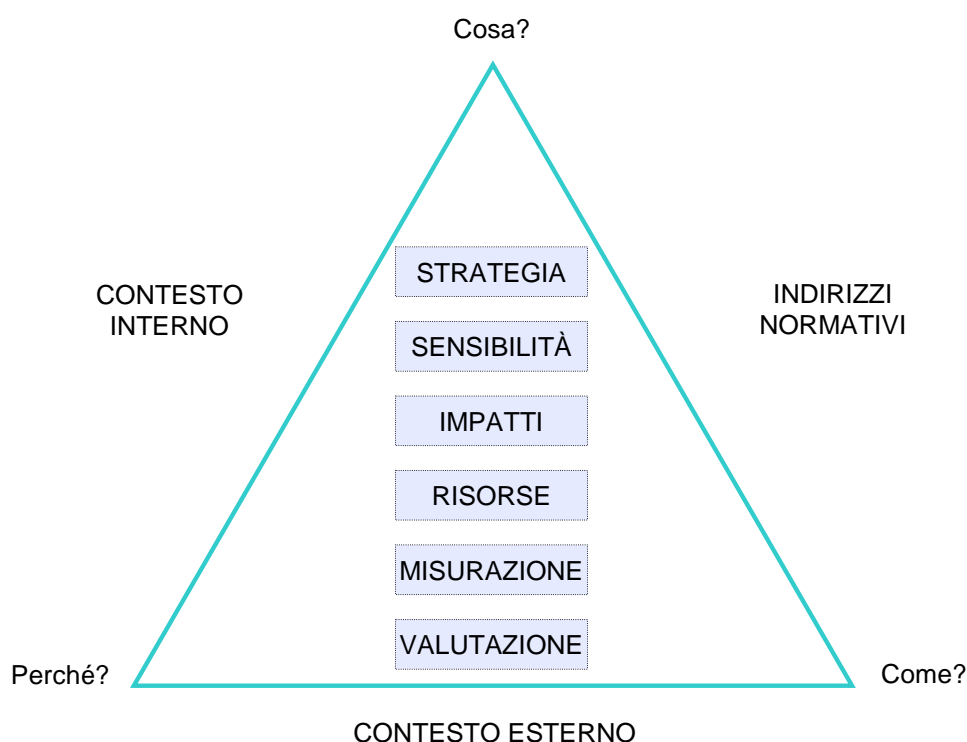 Cosa?
STRATEGIA
CONTESTO
INTERNO
INDIRIZZI
NORMATIVI
SENSIBILITÀ
IMPATTI
RISORSE
MISURAZIONE
VALUTAZIONE
Perché?
Come?
CONTESTO ESTERNO